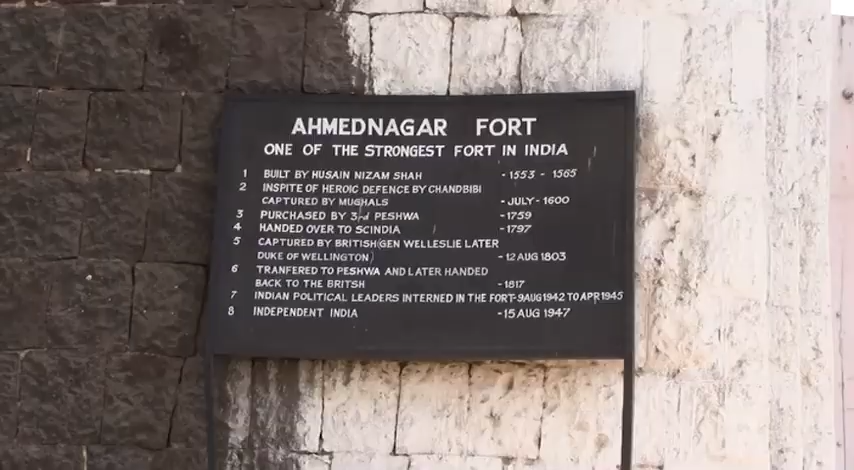 AHMEDNAGAR FORT
ONE OF THE STRONGEST FORT IN INDIA
1 BUILT BY HUSAIN NIZAM SHAH - 1553 - 1565
2 INSPITE OF HEROIC DEFENCE BY CHANDBIBI
CAPTURED BY MUGHALS - JULY - 1600
3 PURCHASED BY 3rd PESHWA - 1759
4 HANDED OVER TO SCINDIA - 1797
5 CAPTURED BY BRITISH (GEN WELLESLIE LATER
DUKE OF WELLINGTON) - 12 AUG 1803
6 TRANFERED TO PESHWA AND LATER HANDED
BACK TO THE BRITSH - 1817
7 INDIAN POLITICAL LEADERS INTERNED IN THE FORT-9AUG1942 TO APR1945
8 INDEPENDENT INDIA - 15 AUG 1947